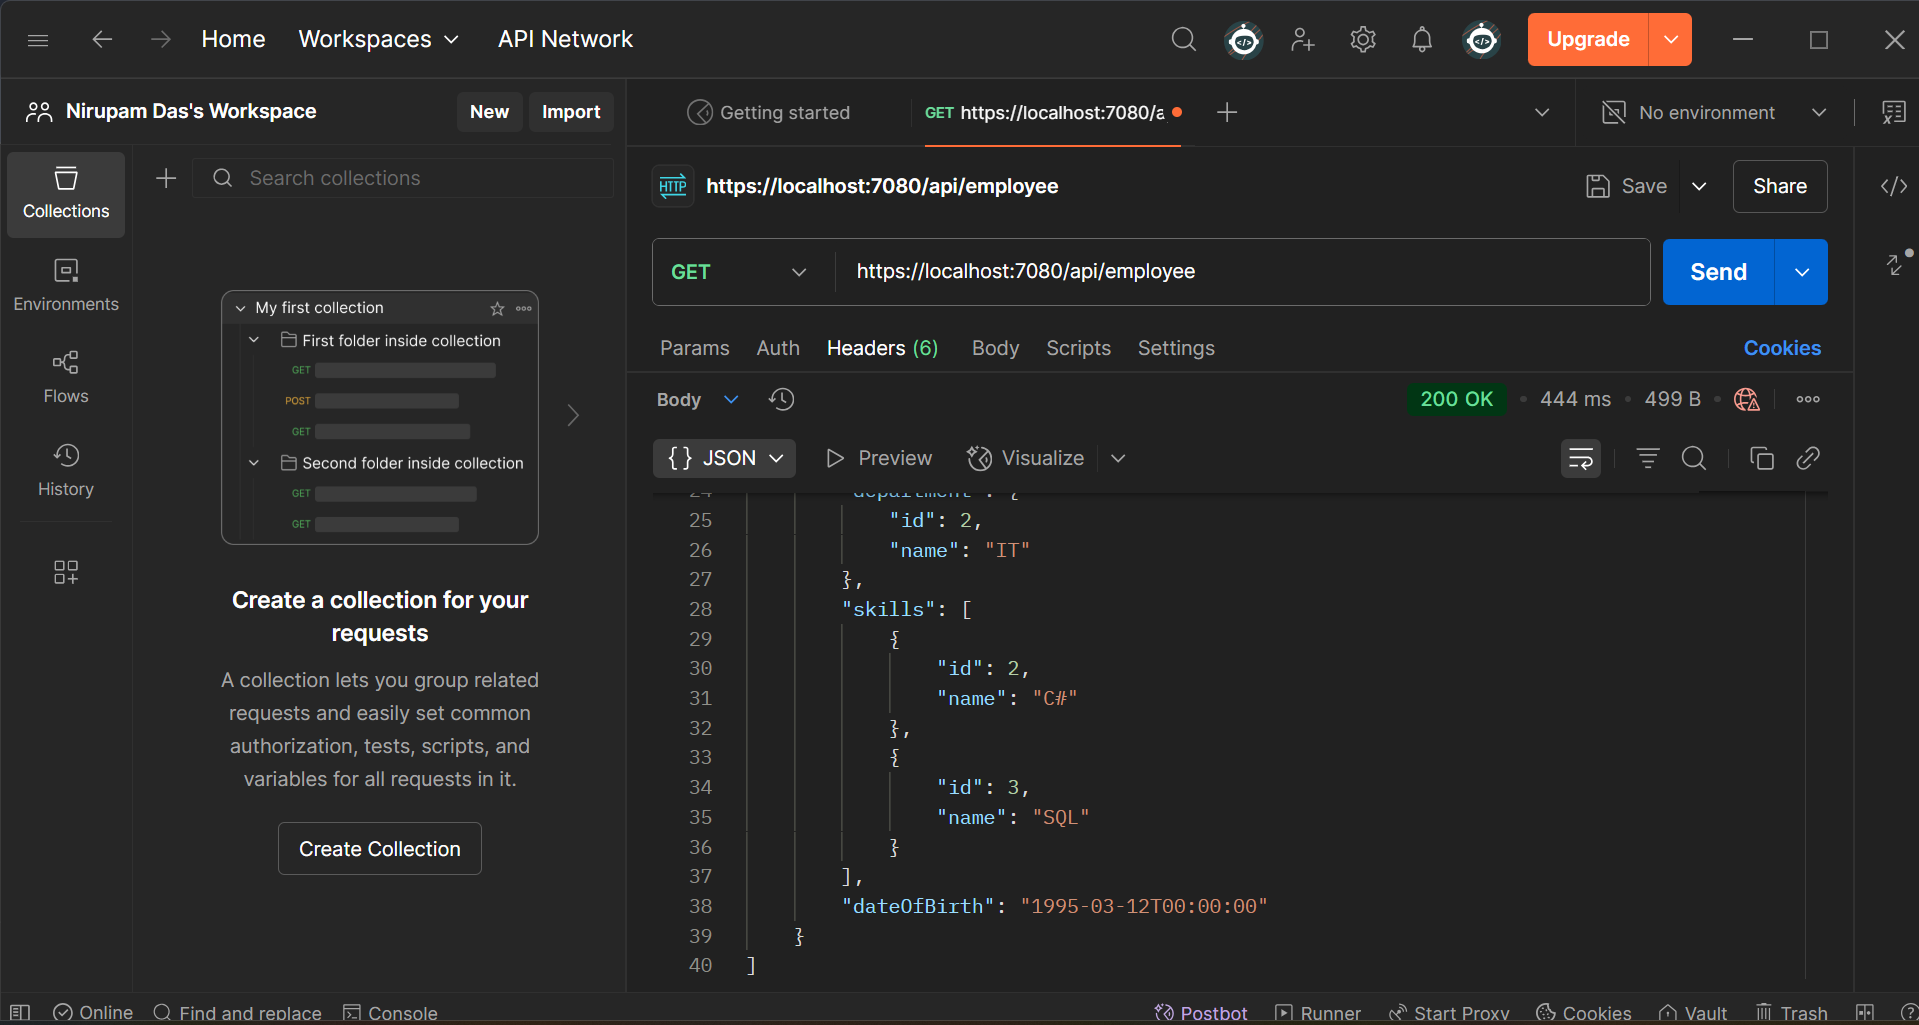 Home
Workspaces
API Network
Upgrade
Nirupam Das's Workspace
New
Import
Getting started
GET https://localhost:7080/a
No environment
Collections
Search collections
HTTP
https://localhost:7080/api/employee
Save
Share
Environments
GET
https://localhost:7080/api/employee
Send
My first collection
First folder inside collection
GET
POST
GET
Second folder inside collection
GET
GET
Flows
History
Params
Auth
Headers (6)
Body
Scripts
Settings
Cookies
Body
200 OK
444 ms
499 B
{} JSON
Preview
Visualize
24 "department": {
25 "id": 2,
26 "name": "IT"
27 },
28 "skills": [
29 {
30 "id": 2,
31 "name": "C#"
32 },
33 {
34 "id": 3,
35 "name": "SQL"
36 }
37 ],
38 "dateOfBirth": "1995-03-12T00:00:00"
39 }
40 ]
Create a collection for your
requests
A collection lets you group related
requests and easily set common
authorization, tests, scripts, and
variables for all requests in it.
Create Collection
Online
Find and replace
Console
Postbot
Runner
Start Proxy
Cookies
Vault
Trash